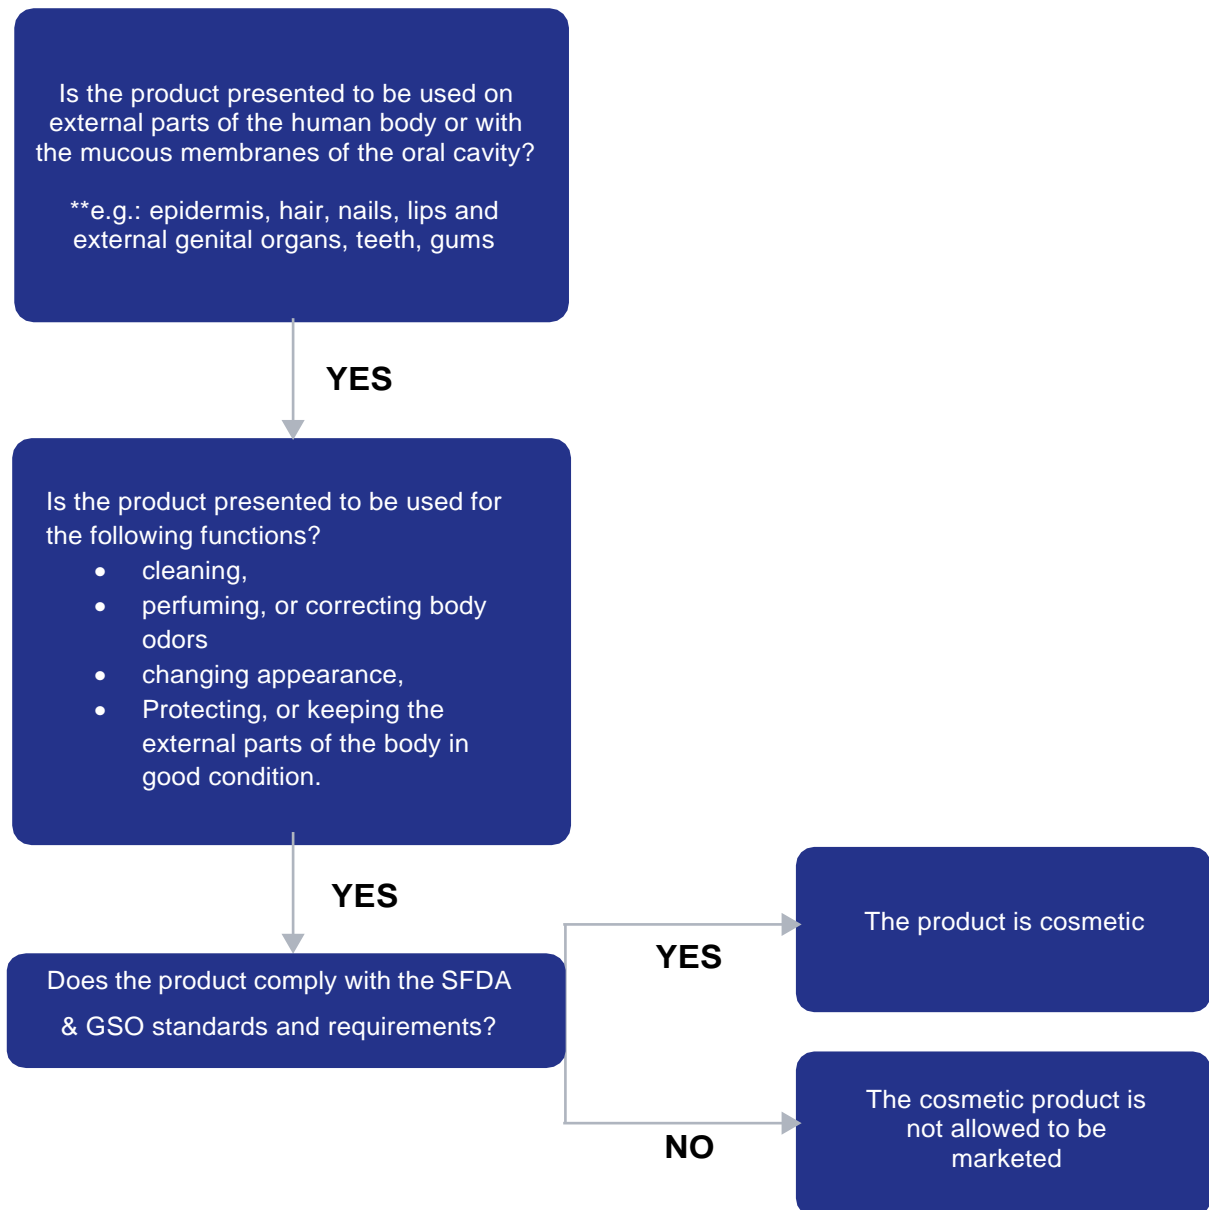 Is the product presented to be used on
external parts of the human body or with
the mucous membranes of the oral cavity?
**e.g.: epidermis, hair, nails, lips and
external genital organs, teeth, gums
YES
Is the product presented to be used for
the following functions?
• cleaning,
• perfuming, or correcting body
odors
• changing appearance,
• Protecting, or keeping the
external parts of the body in
good condition.
YES
Does the product comply with the SFDA
& GSO standards and requirements?
YES
The product is cosmetic
NO
The cosmetic product is
not allowed to be
marketed